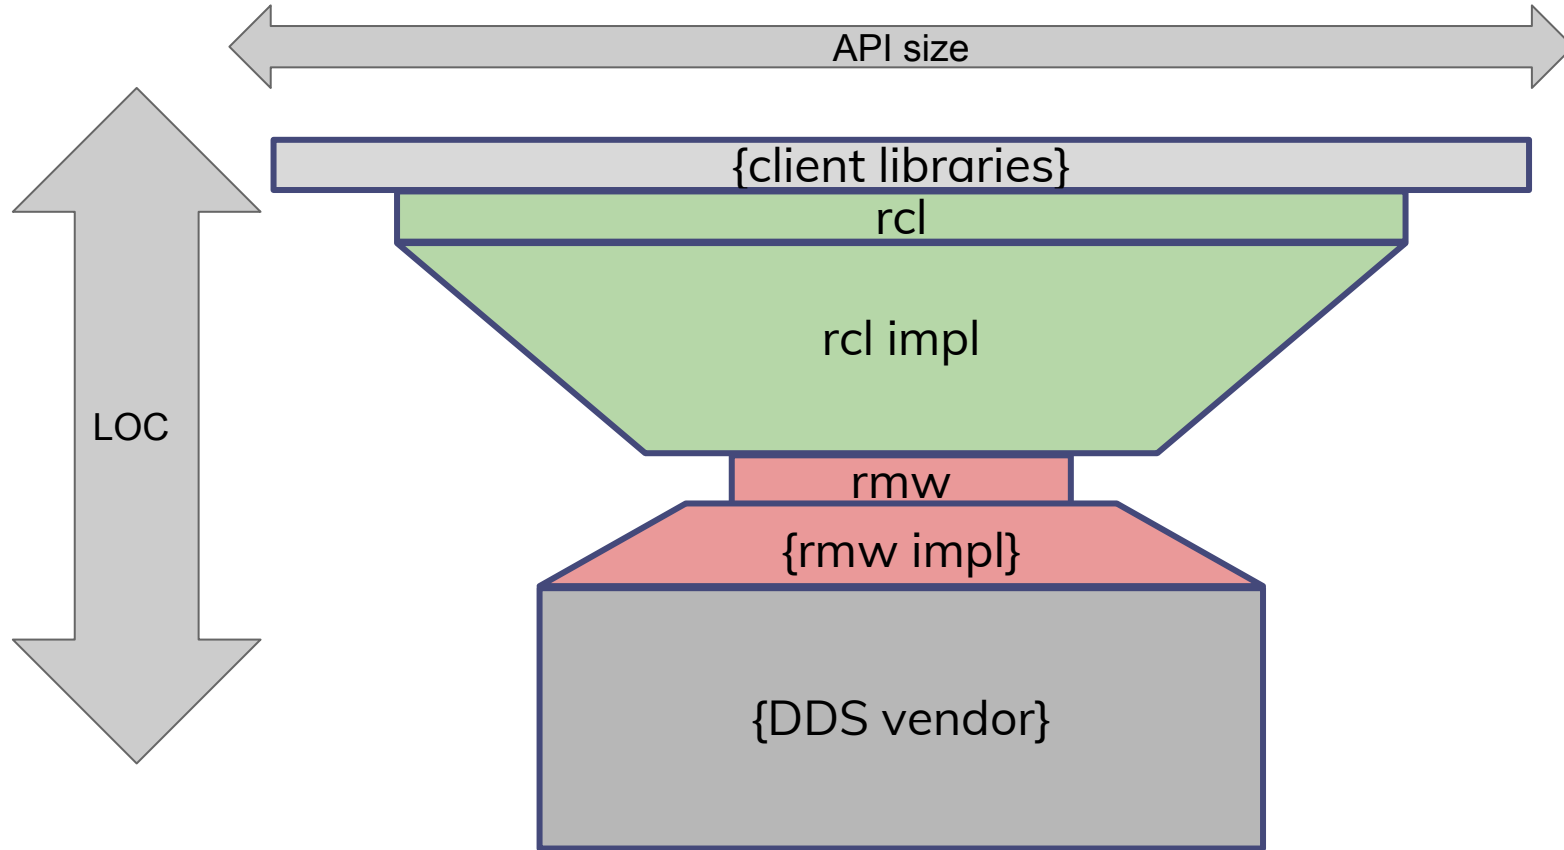 API size
{client libraries}
rcl
rcl impl
LOC
rmw
{rmw impl}
{DDS vendor}